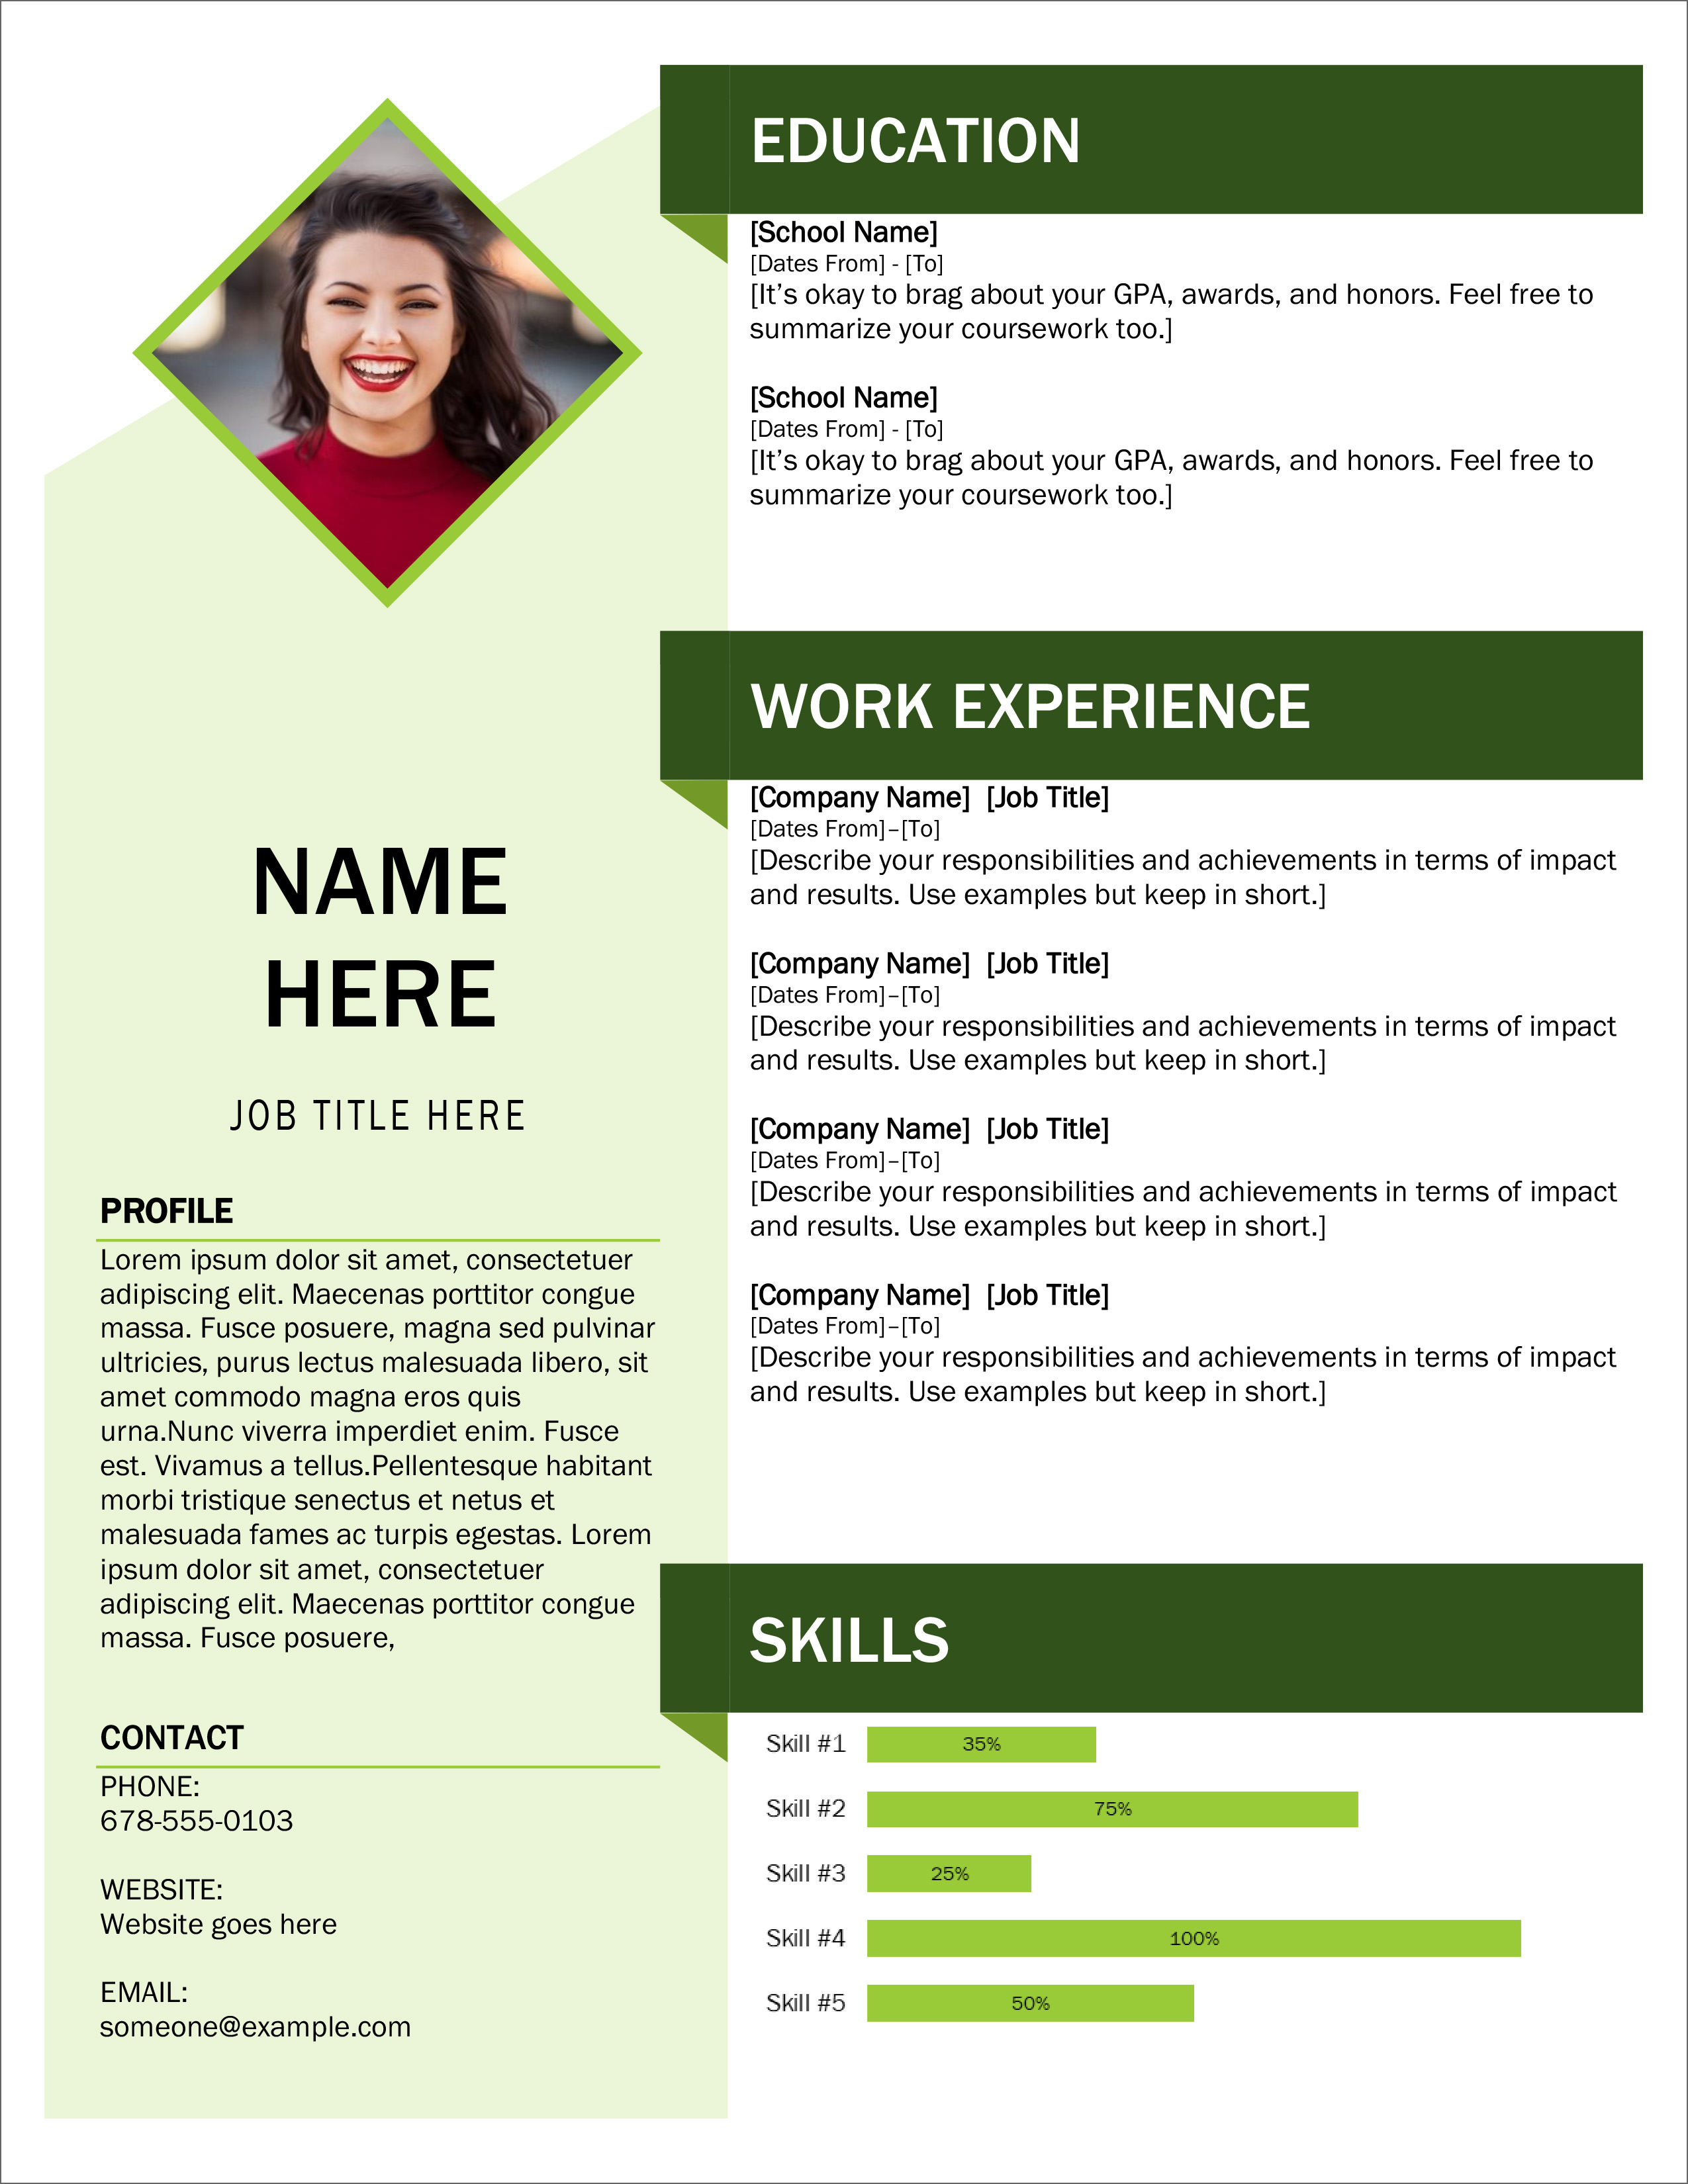 NAME
HERE
JOB TITLE HERE
PROFILE
Lorem ipsum dolor sit amet, consectetuer
adipiscing elit. Maecenas porttitor congue
massa. Fusce posuere, magna sed pulvinar
ultricies, purus lectus malesuada libero, sit
amet commodo magna eros quis
urna.Nunc viverra imperdiet enim. Fusce
est. Vivamus a tellus.Pellentesque habitant
morbi tristique senectus et netus et
malesuada fames ac turpis egestas. Lorem
ipsum dolor sit amet, consectetuer
adipiscing elit. Maecenas porttitor congue
massa. Fusce posuere,
CONTACT
PHONE:
678-555-0103
WEBSITE:
Website goes here
EMAIL:
someone@example.com
EDUCATION
[School Name]
[Dates From] - [To]
[It’s okay to brag about your GPA, awards, and honors. Feel free to
summarize your coursework too.]
[School Name]
[Dates From] - [To]
[It’s okay to brag about your GPA, awards, and honors. Feel free to
summarize your coursework too.]
WORK EXPERIENCE
[Company Name]  [Job Title]
[Dates From]–[To]
[Describe your responsibilities and achievements in terms of impact
and results. Use examples but keep in short.]
[Company Name]  [Job Title]
[Dates From]–[To]
[Describe your responsibilities and achievements in terms of impact
and results. Use examples but keep in short.]
[Company Name]  [Job Title]
[Dates From]–[To]
[Describe your responsibilities and achievements in terms of impact
and results. Use examples but keep in short.]
[Company Name]  [Job Title]
[Dates From]–[To]
[Describe your responsibilities and achievements in terms of impact
and results. Use examples but keep in short.]
SKILLS
Skill #1 35%
Skill #2 75%
Skill #3 25%
Skill #4 100%
Skill #5 50%